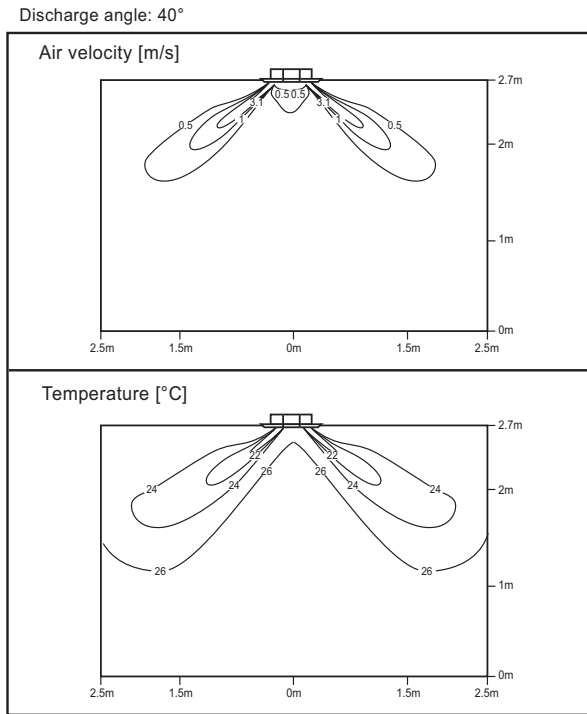 Discharge angle: 40°
Air velocity [m/s]
2.7m
0.5 0.5
3.1 3.1
0.5 1 1 0.5
2m
1m
0m
2.5m 1.5m 0m 1.5m 2.5m
Temperature [°C]
2.7m
22 22
26 26
24 24 24 24
2m
26 26
1m
0m
2.5m 1.5m 0m 1.5m 2.5m